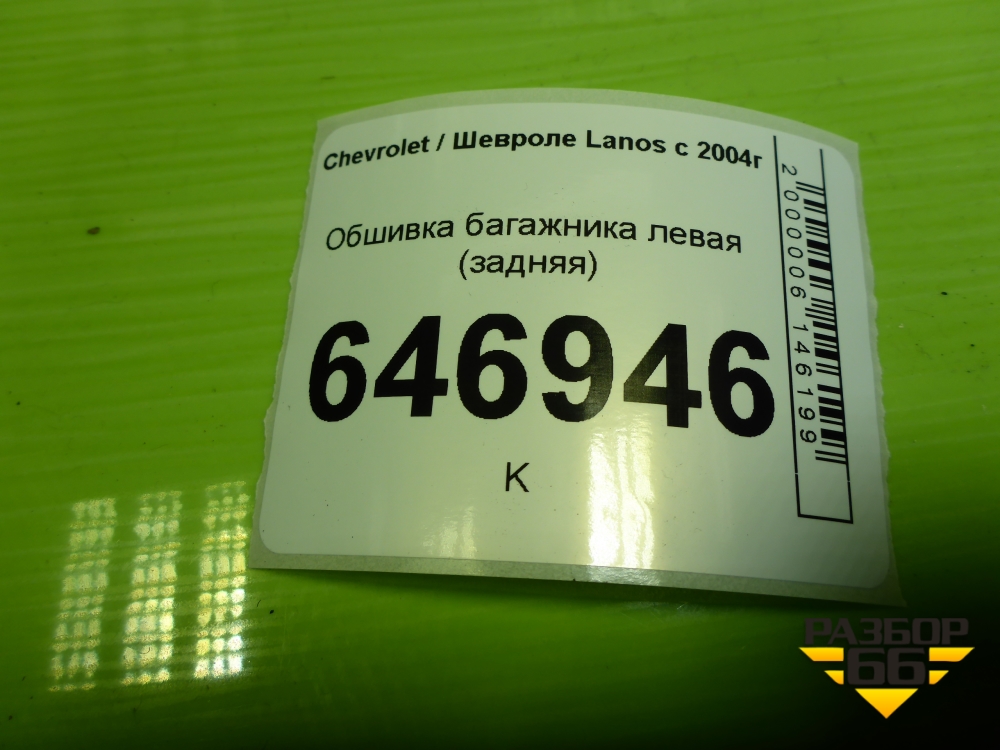 Chevrolet / Шевроле Lanos с 2004г
Обшивка багажника левая
(задняя)
646946
К
2000006146199
РАЗБОР
66